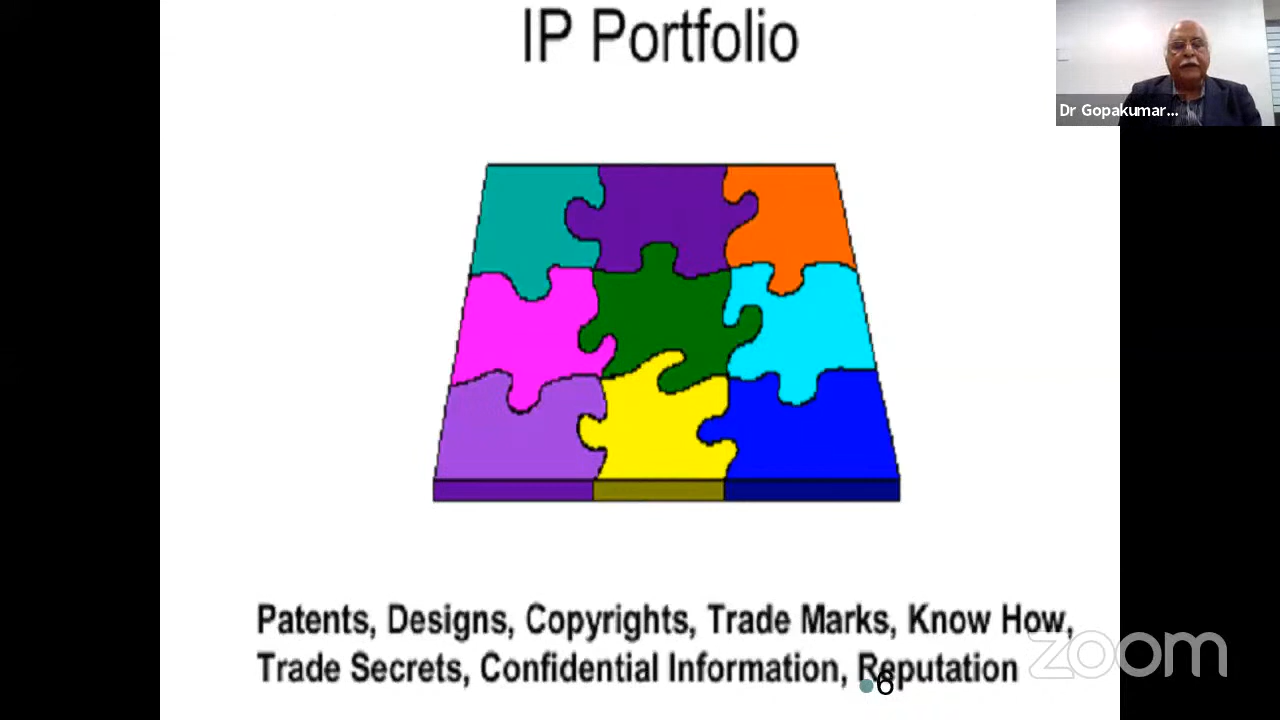 IP Portfolio
Dr Gopakumar...
Patents, Designs, Copyrights, Trade Marks, Know How,
Trade Secrets, Confidential Information, Reputation
6
zoom